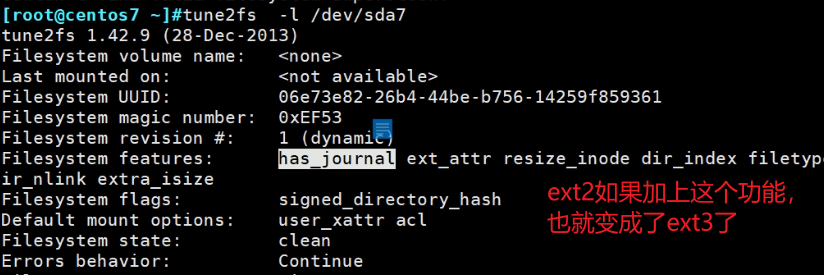 [root@centos7 ~]#tune2fs -l /dev/sda7
tune2fs 1.42.9 (28-Dec-2013)
Filesystem volume name: <none>
Last mounted on: <not available>
Filesystem UUID: 06e73e82-26b4-44be-b756-14259f859361
Filesystem magic number: 0xEF53
Filesystem revision #: 1 (dynamic)
Filesystem features: has_journal ext_attr resize_inode dir_index filetyp
ir_nlink extra_isize
Filesystem flags: signed_directory_hash
ext2如果加上这个功能，
也就变成了ext3了
Default mount options: user_xattr acl
Filesystem state: clean
Errors behavior: Continue